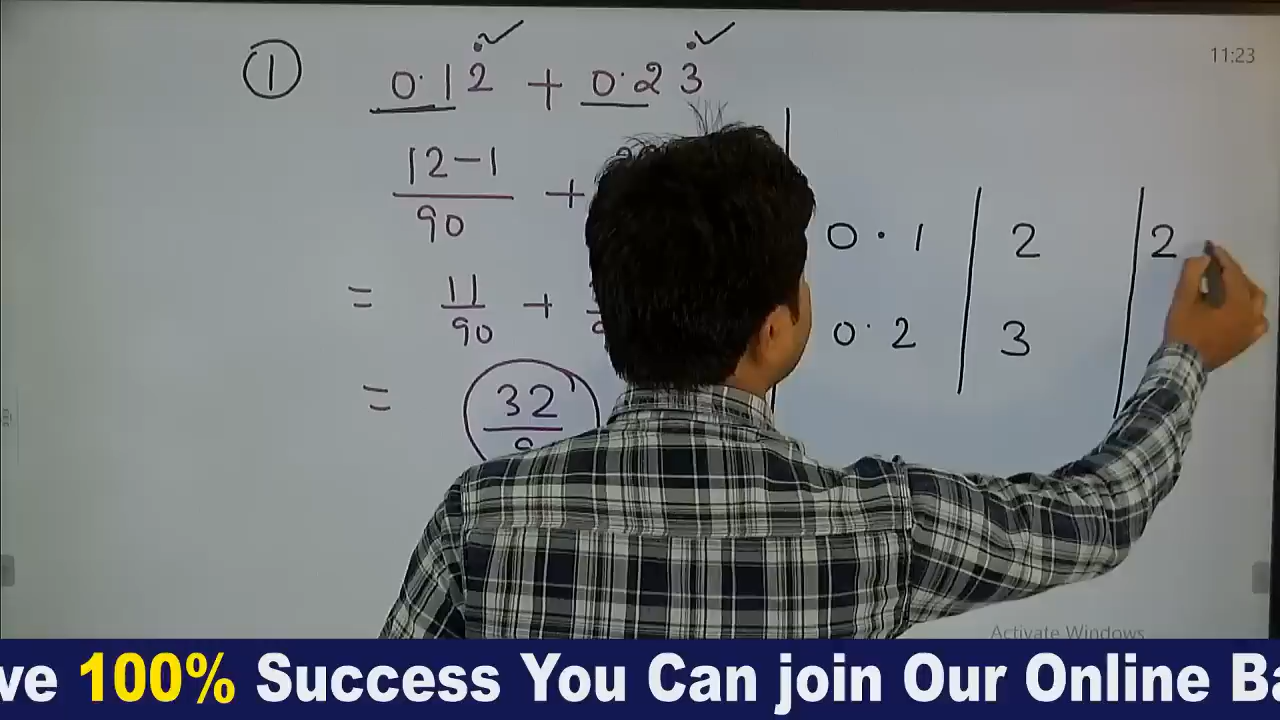 11:23
① 0.12̇ ✓ + 0.23̇ ✓
12-1/90 +
= 11/90 +
= 32/
0.1 | 2 | 2
0.2 | 3 |
Activate Windows
ve 100% Success You Can join Our Online Ba